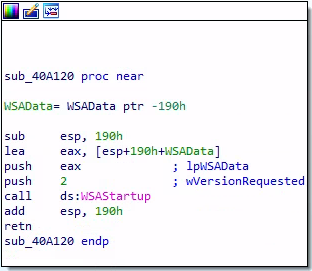 sub_40A120 proc near
WSAData= WSAData ptr -190h
sub esp, 190h
lea eax, [esp+190h+WSAData]
push eax ; lpWSAData
push 2 ; wVersionRequested
call ds:WSAStartup
add esp, 190h
retn
sub_40A120 endp